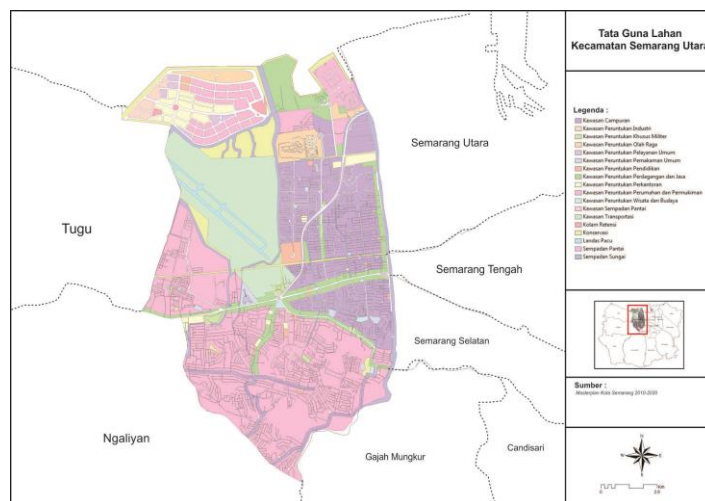 Tata Guna Lahan
Kecamatan Semarang Utara
Legenda :
Kawasan Campuran
Kawasan Peruntukan Industri
Kawasan Peruntukan Khusus Militer
Kawasan Peruntukan Olah Raga
Kawasan Peruntukan Pelayanan Umum
Kawasan Peruntukan Pemakaman Umum
Kawasan Peruntukan Pendidikan
Kawasan Peruntukan Perdagangan dan Jasa
Kawasan Peruntukan Perkantoran
Kawasan Peruntukan Perumahan dan Permukiman
Kawasan Peruntukan Wisata dan Budaya
Kawasan Sempadan Pantai
Kawasan Transportasi
Kolam Retensi
Konservasi
Landas Pacu
Sempadan Pantai
Sempadan Sungai
Semarang Utara
Tugu
Semarang Tengah
Semarang Selatan
Ngaliyan
Gajah Mungkur
Candisari
Sumber :
Masterplan Kota Semarang 2010-2030
N